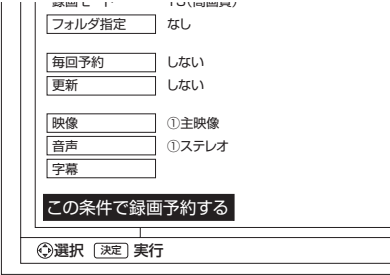 フォルダ指定 なし
毎回予約 しない
更新 しない
映像 ①主映像
音声 ①ステレオ
字幕
この条件で録画予約する
選択 決定 実行